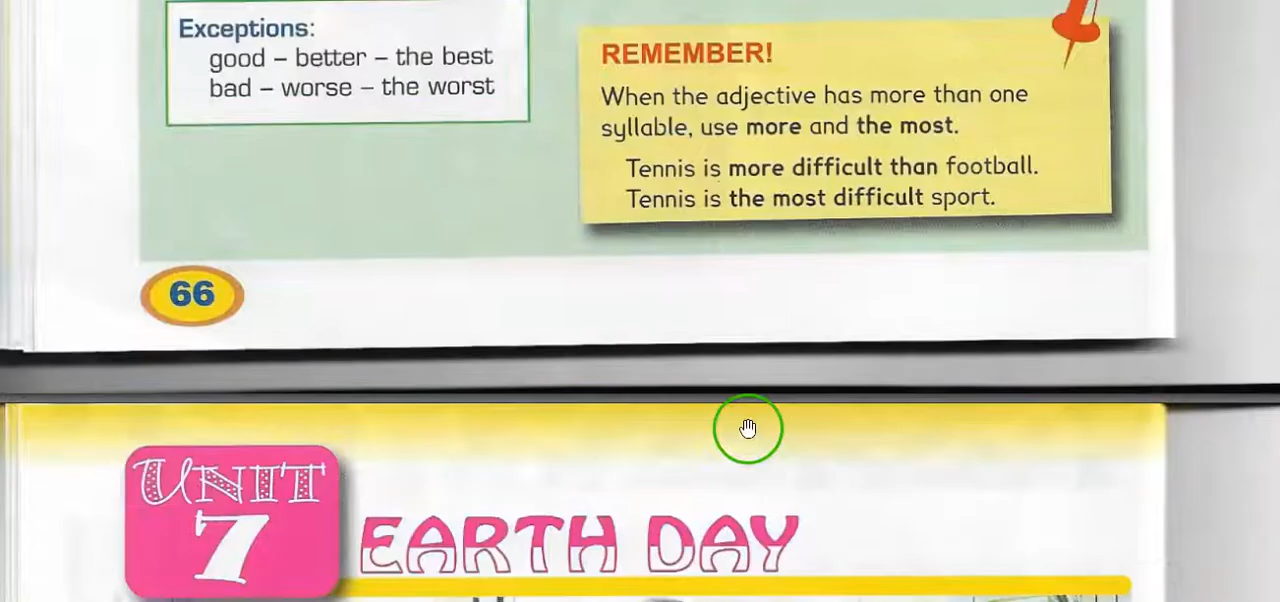 Exceptions:
good – better – the best
bad – worse – the worst
REMEMBER!
When the adjective has more than one
syllable, use more and the most.
Tennis is more difficult than football.
Tennis is the most difficult sport.
66
UNIT
7
EARTH DAY